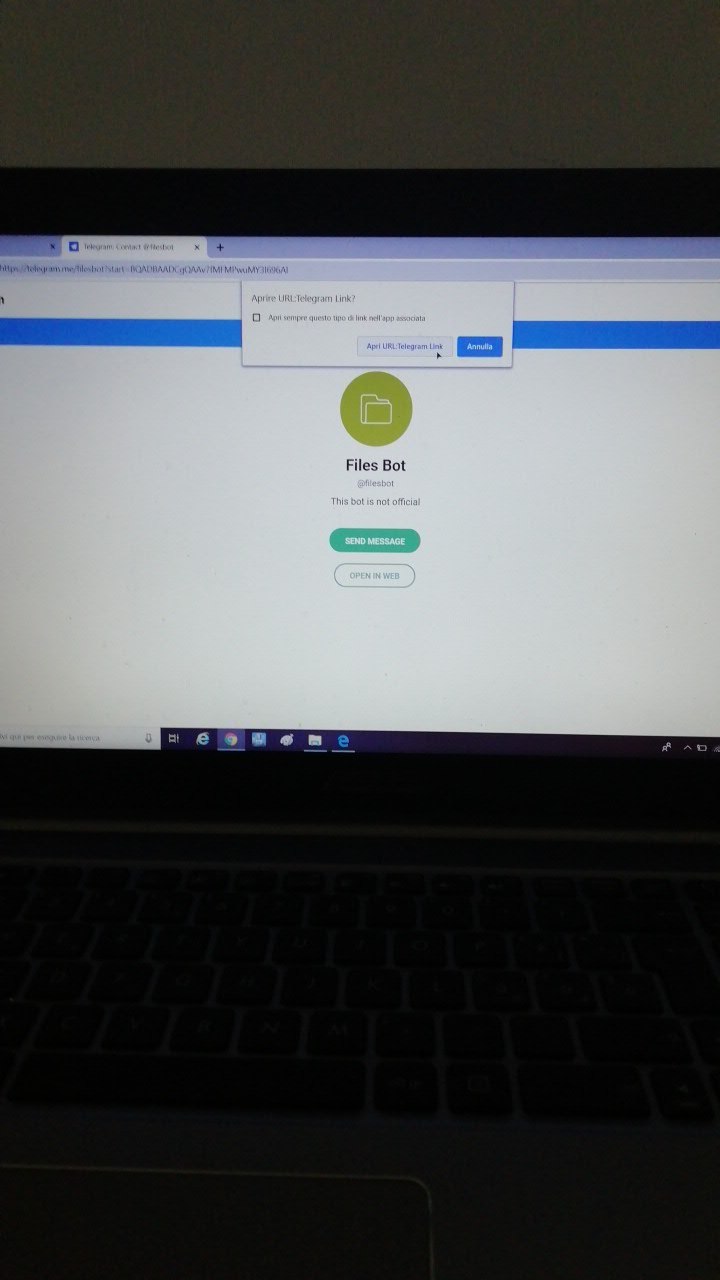 Telegram: Contact @filesbot
https://telegram.me/filesbot?start=
Aprire URL:Telegram Link?
Apri sempre questo tipo di link nell'app associata
Apri URL:Telegram Link
Annulla
Files Bot
@filesbot
This bot is not official
SEND MESSAGE
OPEN IN WEB
vi qui per eseguire la ricerca